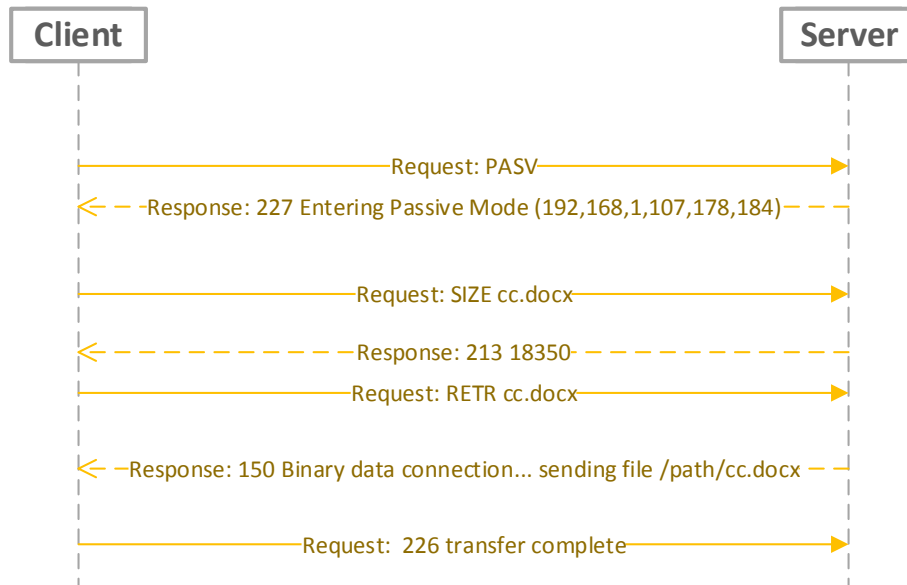 Client
Server
Request: PASV
Response: 227 Entering Passive Mode (192,168,1,107,178,184)
Request: SIZE cc.docx
Response: 213 18350
Request: RETR cc.docx
Response: 150 Binary data connection... sending file /path/cc.docx
Request:  226 transfer complete